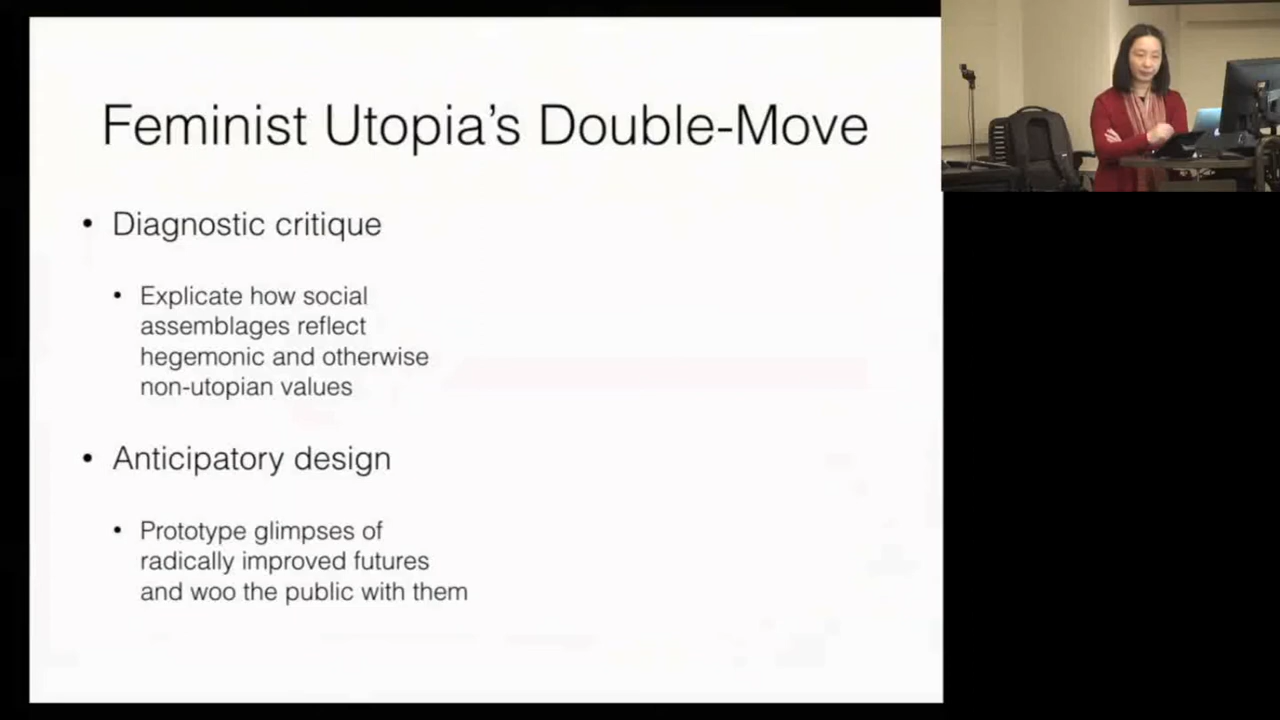 Feminist Utopia’s Double-Move
• Diagnostic critique
• Explicate how social
assemblages reflect
hegemonic and otherwise
non-utopian values
• Anticipatory design
• Prototype glimpses of
radically improved futures
and woo the public with them